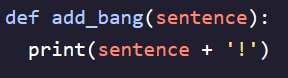 def add_bang(sentence):
  print(sentence + '!')